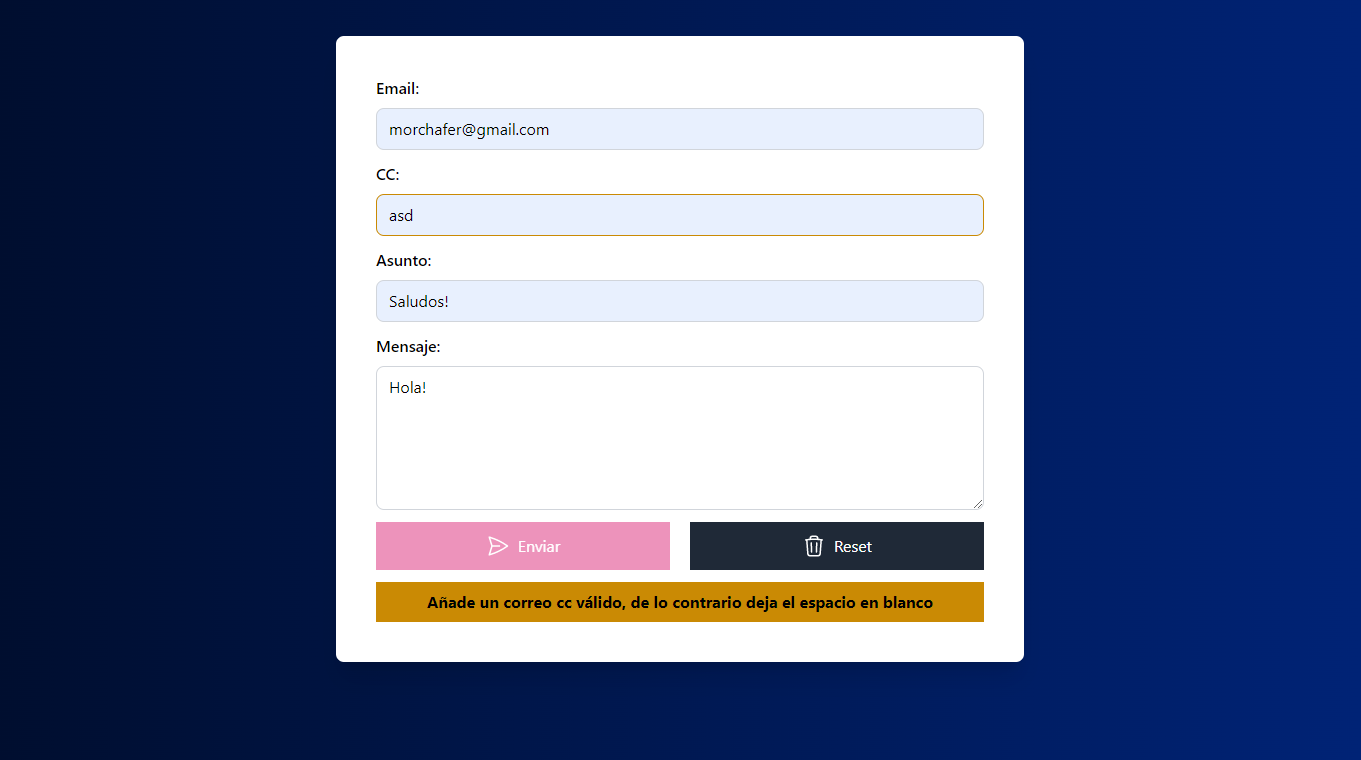 Email:
morchafer@gmail.com
CC:
asd
Asunto:
Saludos!
Mensaje:
Hola!
Enviar
Reset
Añade un correo cc válido, de lo contrario deja el espacio en blanco